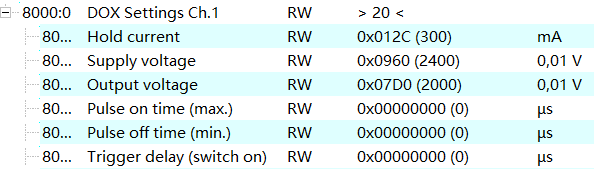 8000:0 DOX Settings Ch.1 RW > 20 <
80... Hold current RW 0x012C (300) mA
80... Supply voltage RW 0x0960 (2400) 0,01 V
80... Output voltage RW 0x07D0 (2000) 0,01 V
80... Pulse on time (max.) RW 0x00000000 (0) µs
80... Pulse off time (min.) RW 0x00000000 (0) µs
80... Trigger delay (switch on) RW 0x00000000 (0) µs